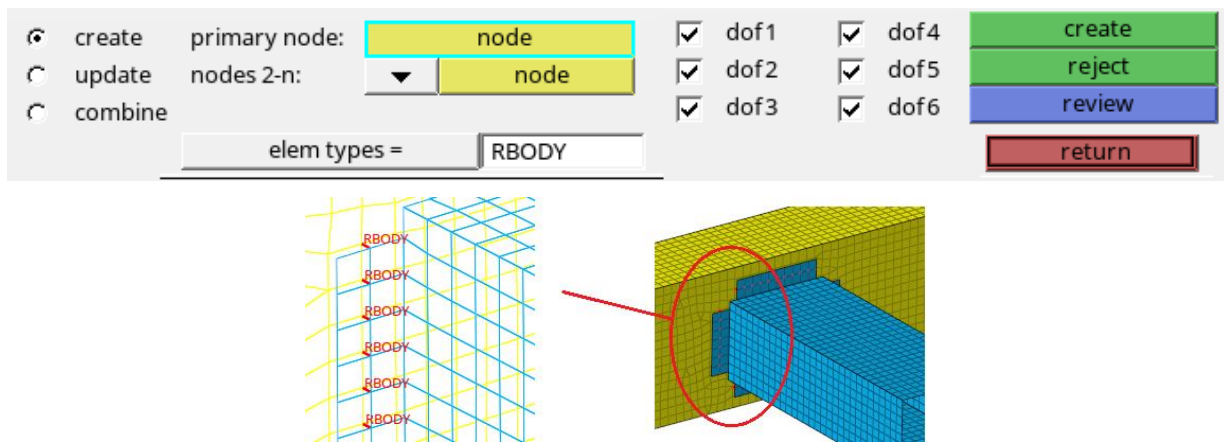 create primary node: node dof1 dof4 create
update nodes 2-n: node dof2 dof5 reject
combine dof3 dof6 review
elem types = RBODY return
RBODY
RBODY
RBODY
RBODY
RBODY
RBODY